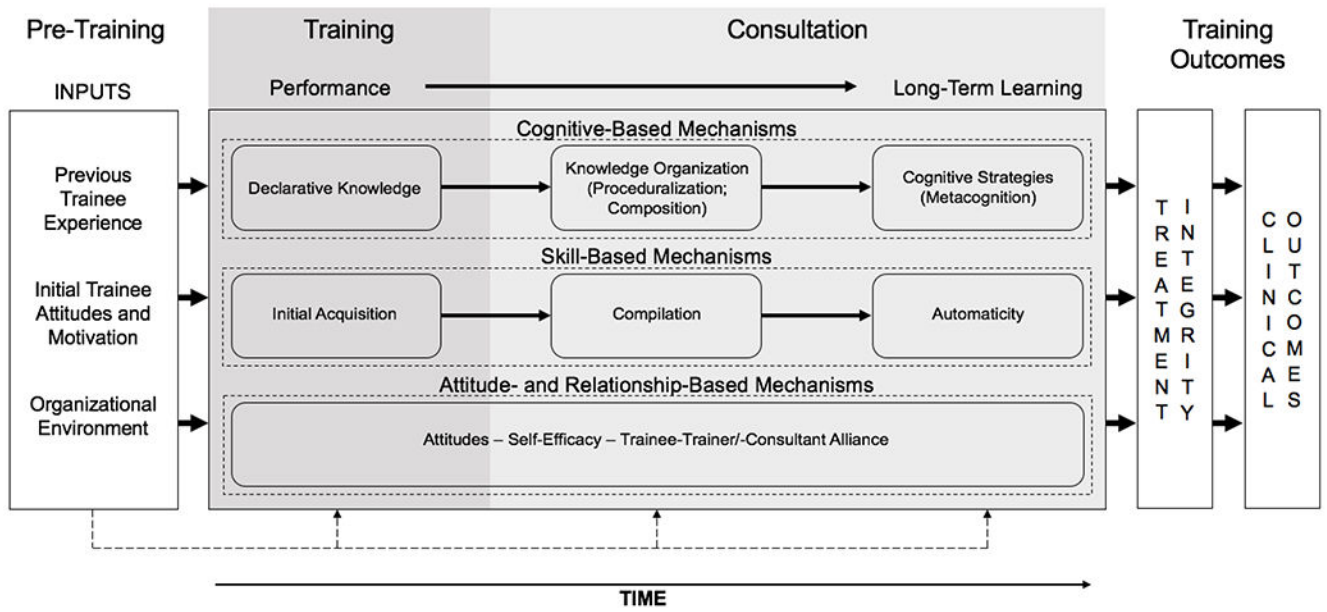 Pre-Training
Training
Consultation
Training
Outcomes
INPUTS
Performance
Long-Term Learning
Previous
Trainee
Experience
Initial Trainee
Attitudes and
Motivation
Organizational
Environment
Cognitive-Based Mechanisms
Declarative Knowledge
Knowledge Organization
(Proceduralization;
Composition)
Cognitive Strategies
(Metacognition)
Skill-Based Mechanisms
Initial Acquisition
Compilation
Automaticity
Attitude- and Relationship-Based Mechanisms
Attitudes – Self-Efficacy – Trainee-Trainer/-Consultant Alliance
TREATMENT
INTEGRITY
CLINICAL
OUTCOMES
TIME